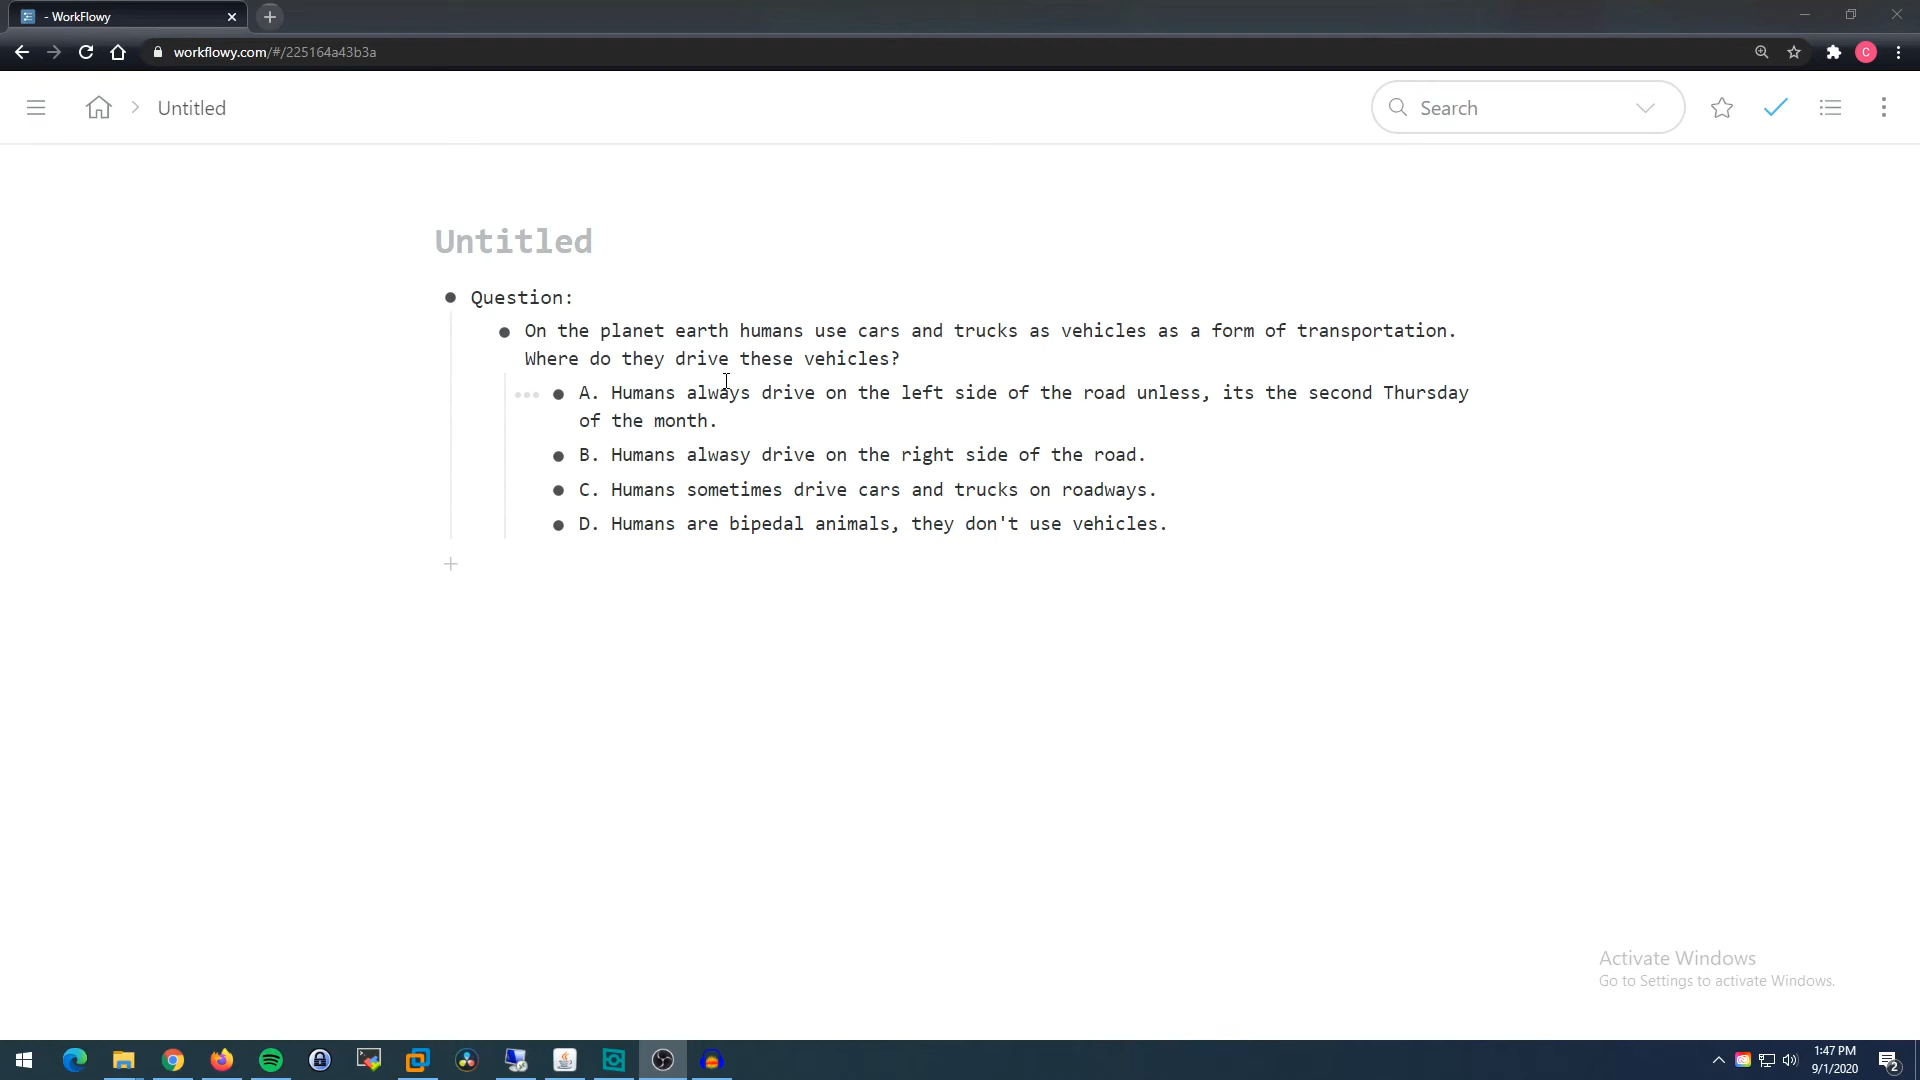 - WorkFlowy
workflowy.com/#/225164a43b3a
C
Untitled
Search
Untitled
Question:
On the planet earth humans use cars and trucks as vehicles as a form of transportation.
Where do they drive these vehicles?
A. Humans always drive on the left side of the road unless, its the second Thursday
of the month.
B. Humans alwasy drive on the right side of the road.
C. Humans sometimes drive cars and trucks on roadways.
D. Humans are bipedal animals, they don't use vehicles.
Activate Windows
Go to Settings to activate Windows.
1:47 PM
9/1/2020
2